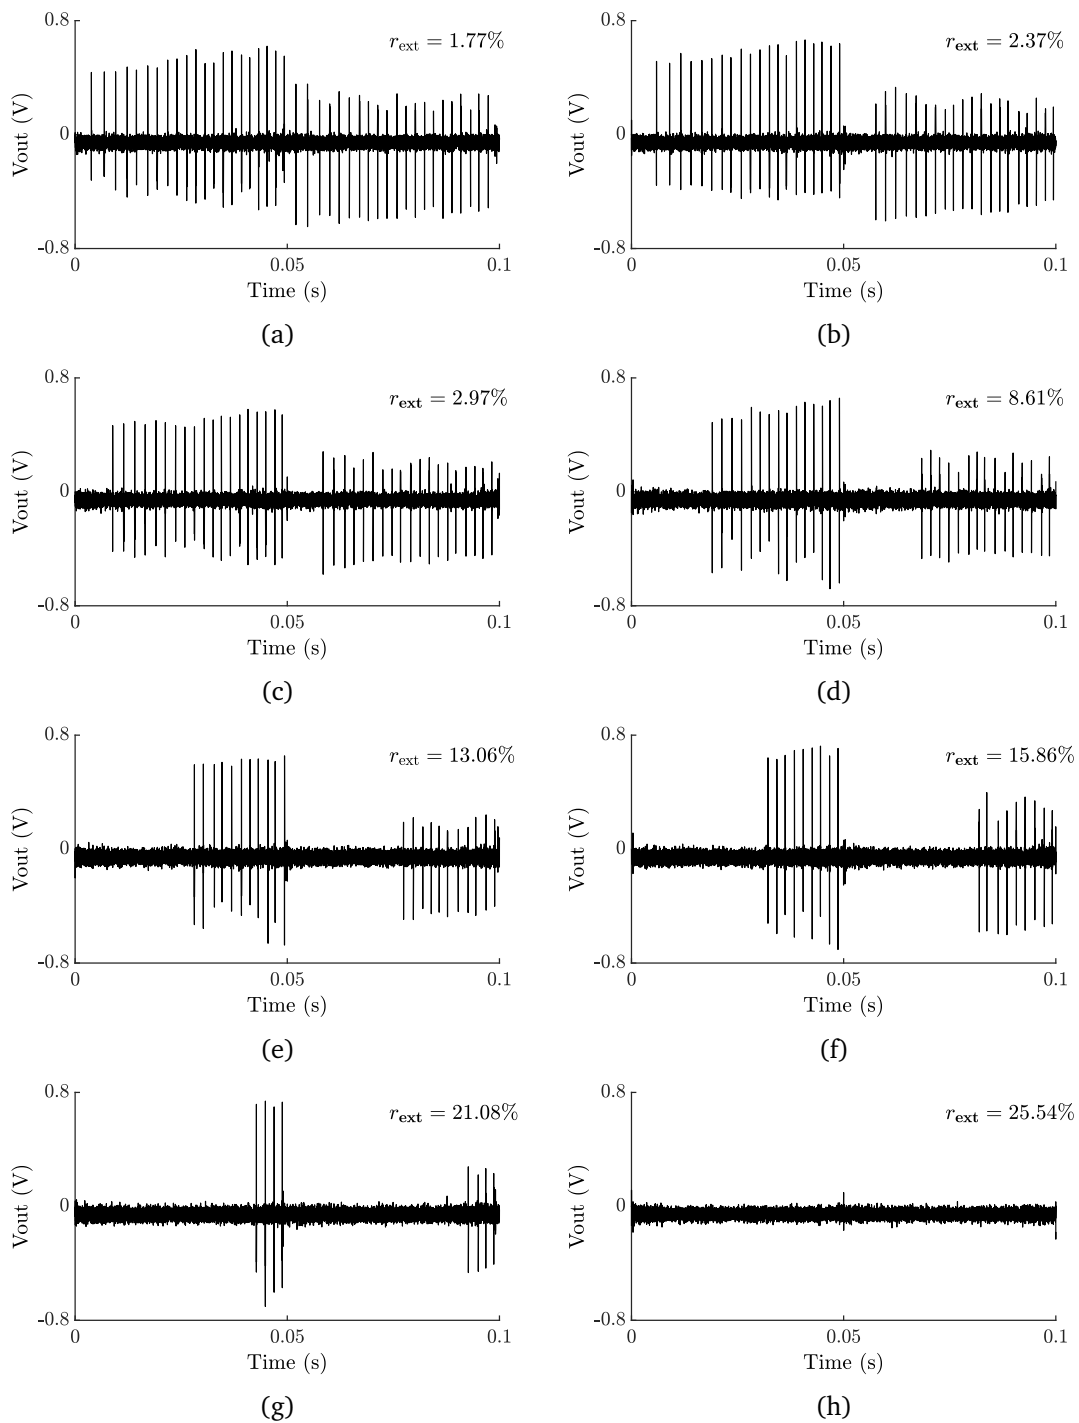 0.8
r_ext = 1.77%
Vout (V)
0
-0.8
0
0.05
0.1
Time (s)
(a)
0.8
r_ext = 2.37%
Vout (V)
0
-0.8
0
0.05
0.1
Time (s)
(b)
0.8
r_ext = 2.97%
Vout (V)
0
-0.8
0
0.05
0.1
Time (s)
(c)
0.8
r_ext = 8.61%
Vout (V)
0
-0.8
0
0.05
0.1
Time (s)
(d)
0.8
r_ext = 13.06%
Vout (V)
0
-0.8
0
0.05
0.1
Time (s)
(e)
0.8
r_ext = 15.86%
Vout (V)
0
-0.8
0
0.05
0.1
Time (s)
(f)
0.8
r_ext = 21.08%
Vout (V)
0
-0.8
0
0.05
0.1
Time (s)
(g)
0.8
r_ext = 25.54%
Vout (V)
0
-0.8
0
0.05
0.1
Time (s)
(h)